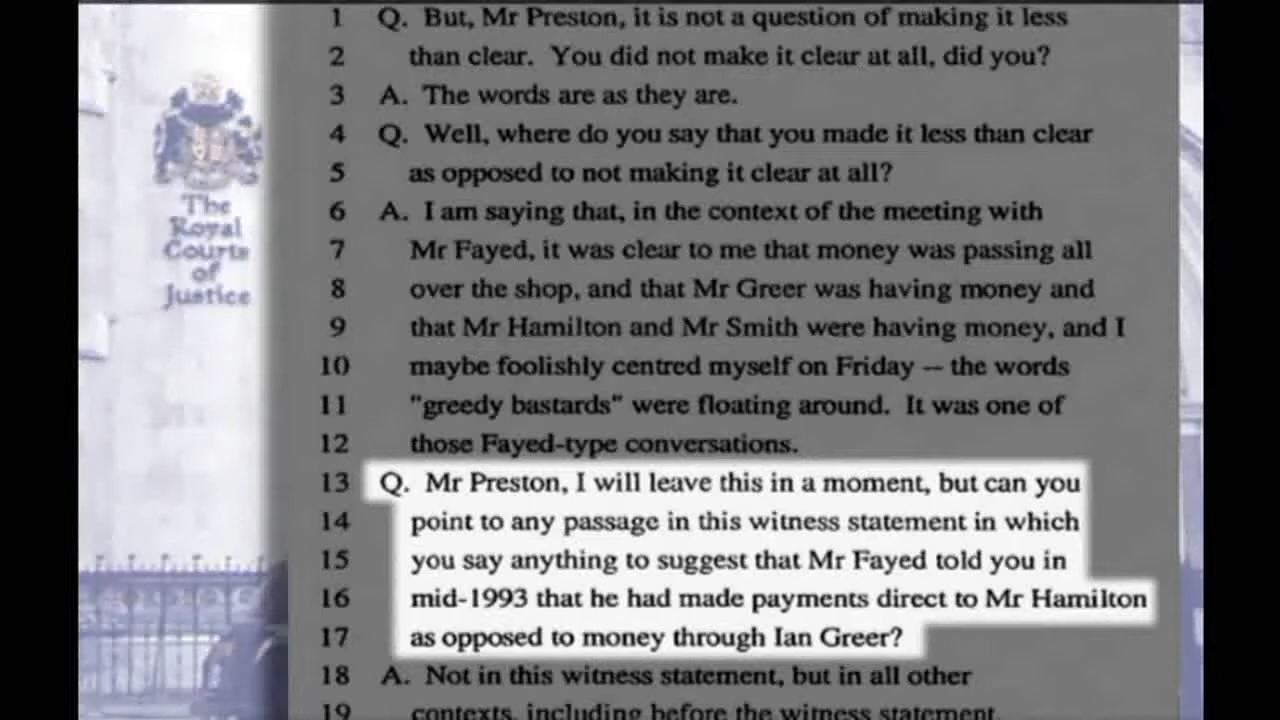 The
Royal
Courts
of
Justice
1 Q. But, Mr Preston, it is not a question of making it less
2 than clear. You did not make it clear at all, did you?
3 A. The words are as they are.
4 Q. Well, where do you say that you made it less than clear
5 as opposed to not making it clear at all?
6 A. I am saying that, in the context of the meeting with
7 Mr Fayed, it was clear to me that money was passing all
8 over the shop, and that Mr Greer was having money and
9 that Mr Hamilton and Mr Smith were having money, and I
10 maybe foolishly centred myself on Friday -- the words
11 "greedy bastards" were floating around. It was one of
12 those Fayed-type conversations.
13 Q. Mr Preston, I will leave this in a moment, but can you
14 point to any passage in this witness statement in which
15 you say anything to suggest that Mr Fayed told you in
16 mid-1993 that he had made payments direct to Mr Hamilton
17 as opposed to money through Ian Greer?
18 A. Not in this witness statement, but in all other
19 contexts, including before the witness statement.